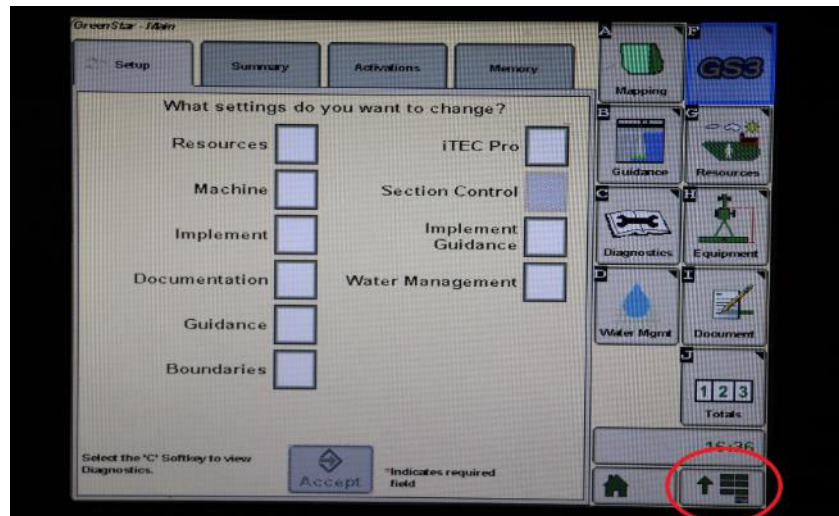 GreenStar - Main
Setup
Summary
Activations
Memory
What settings do you want to change?
Resources
iTEC Pro
Machine
Section Control
Implement
Implement
Guidance
Documentation
Water Management
Guidance
Boundaries
Select the 'C' Softkey to view
Diagnostics.
Accept
*Indicates required
field
A
Mapping
F
GS3
B
Guidance
G
Resources
C
Diagnostics
H
Equipment
D
Water Mgmt
I
Document
J
1 2 3
Totals
16:36